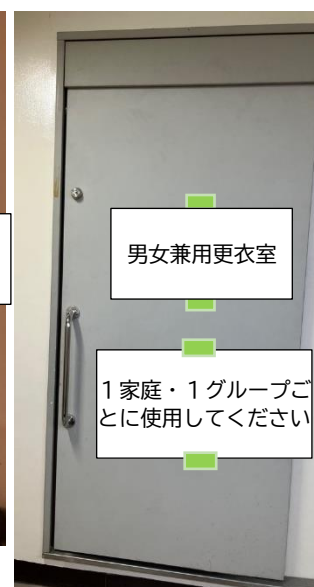 男女兼用更衣室
１家庭・１グループご
とに使用してください